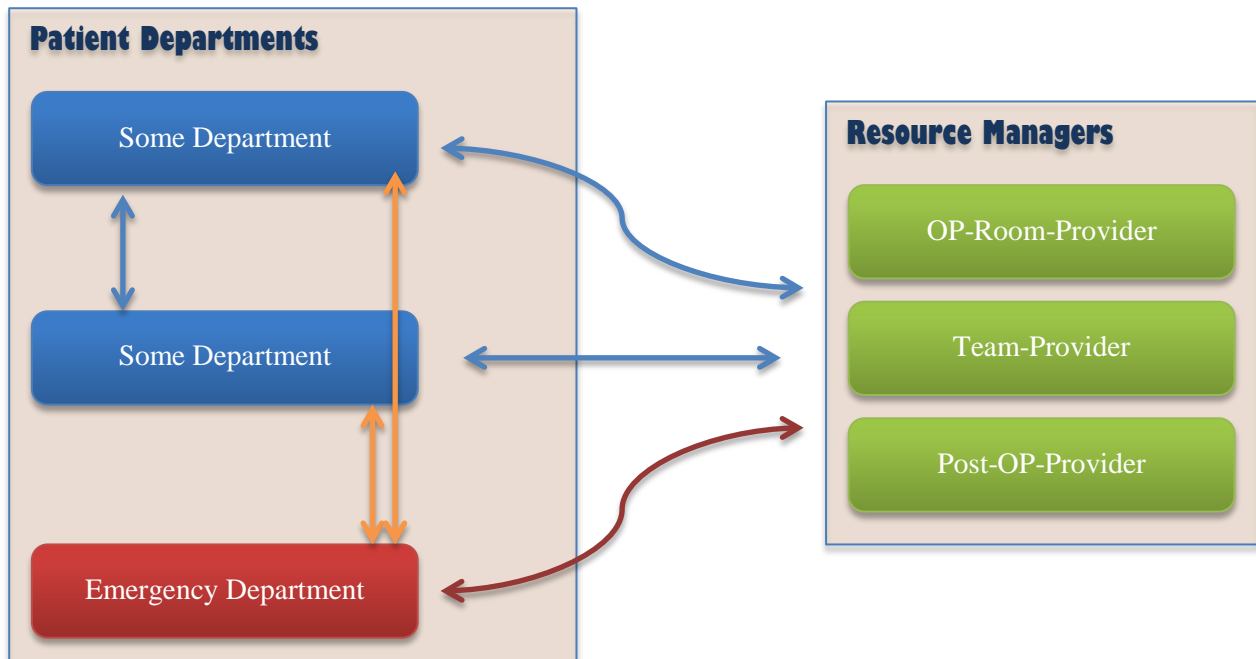 Patient Departments
Some Department
Some Department
Emergency Department
Resource Managers
OP-Room-Provider
Team-Provider
Post-OP-Provider